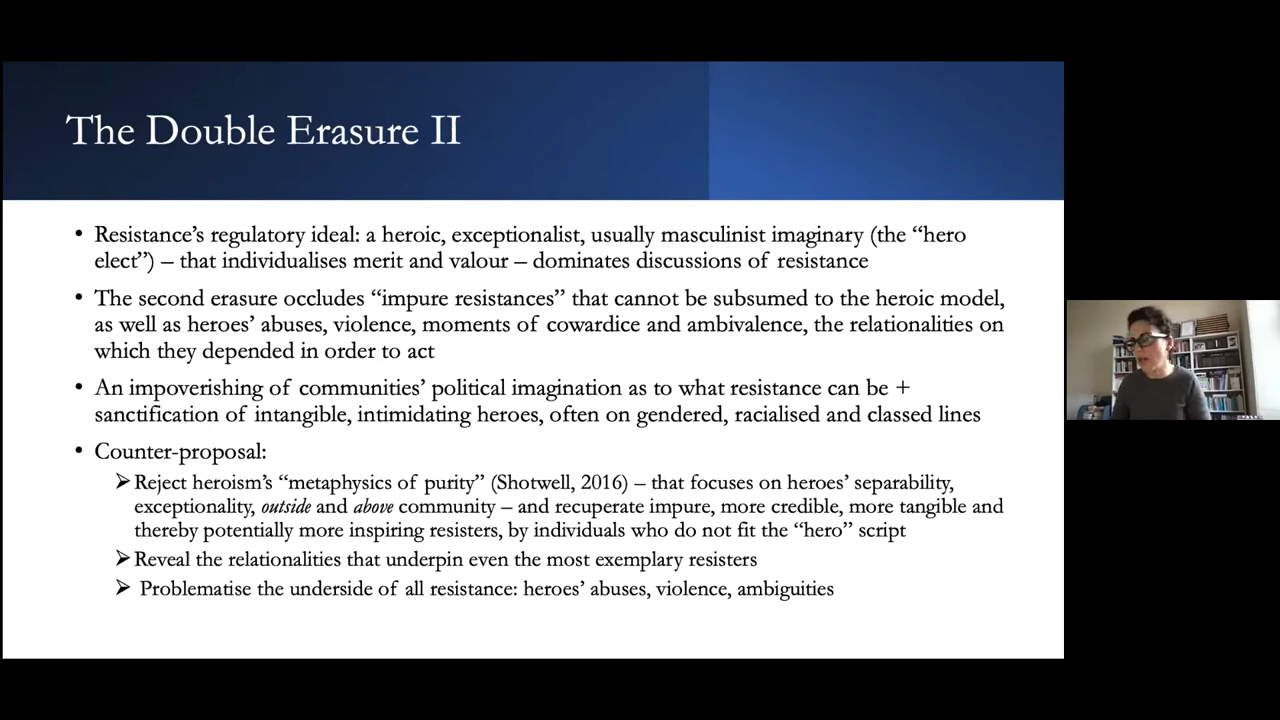 The Double Erasure II
• Resistance’s regulatory ideal: a heroic, exceptionalist, usually masculinist imaginary (the “hero
elect”) – that individualises merit and valour – dominates discussions of resistance
• The second erasure occludes “impure resistances” that cannot be subsumed to the heroic model,
as well as heroes’ abuses, violence, moments of cowardice and ambivalence, the relationalities on
which they depended in order to act
• An impoverishing of communities’ political imagination as to what resistance can be +
sanctification of intangible, intimidating heroes, often on gendered, racialised and classed lines
• Counter-proposal:
➢Reject heroism’s “metaphysics of purity” (Shotwell, 2016) – that focuses on heroes’ separability,
exceptionality, outside and above community – and recuperate impure, more credible, more tangible and
thereby potentially more inspiring resisters, by individuals who do not fit the “hero” script
➢Reveal the relationalities that underpin even the most exemplary resisters
➢ Problematise the underside of all resistance: heroes’ abuses, violence, ambiguities